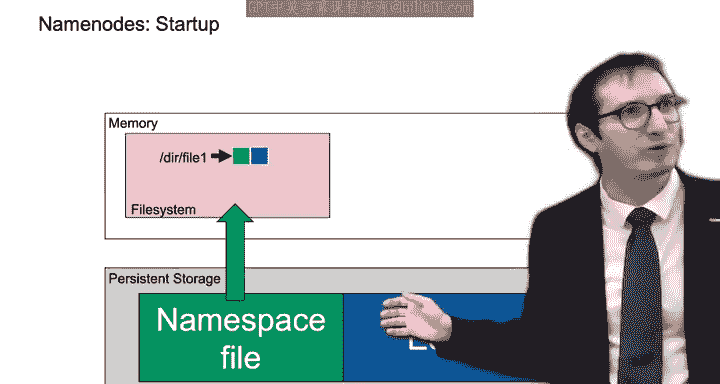 Namenodes: Startup
Memory
/dir/file1
Filesystem
Persistent Storage
Namespace
file